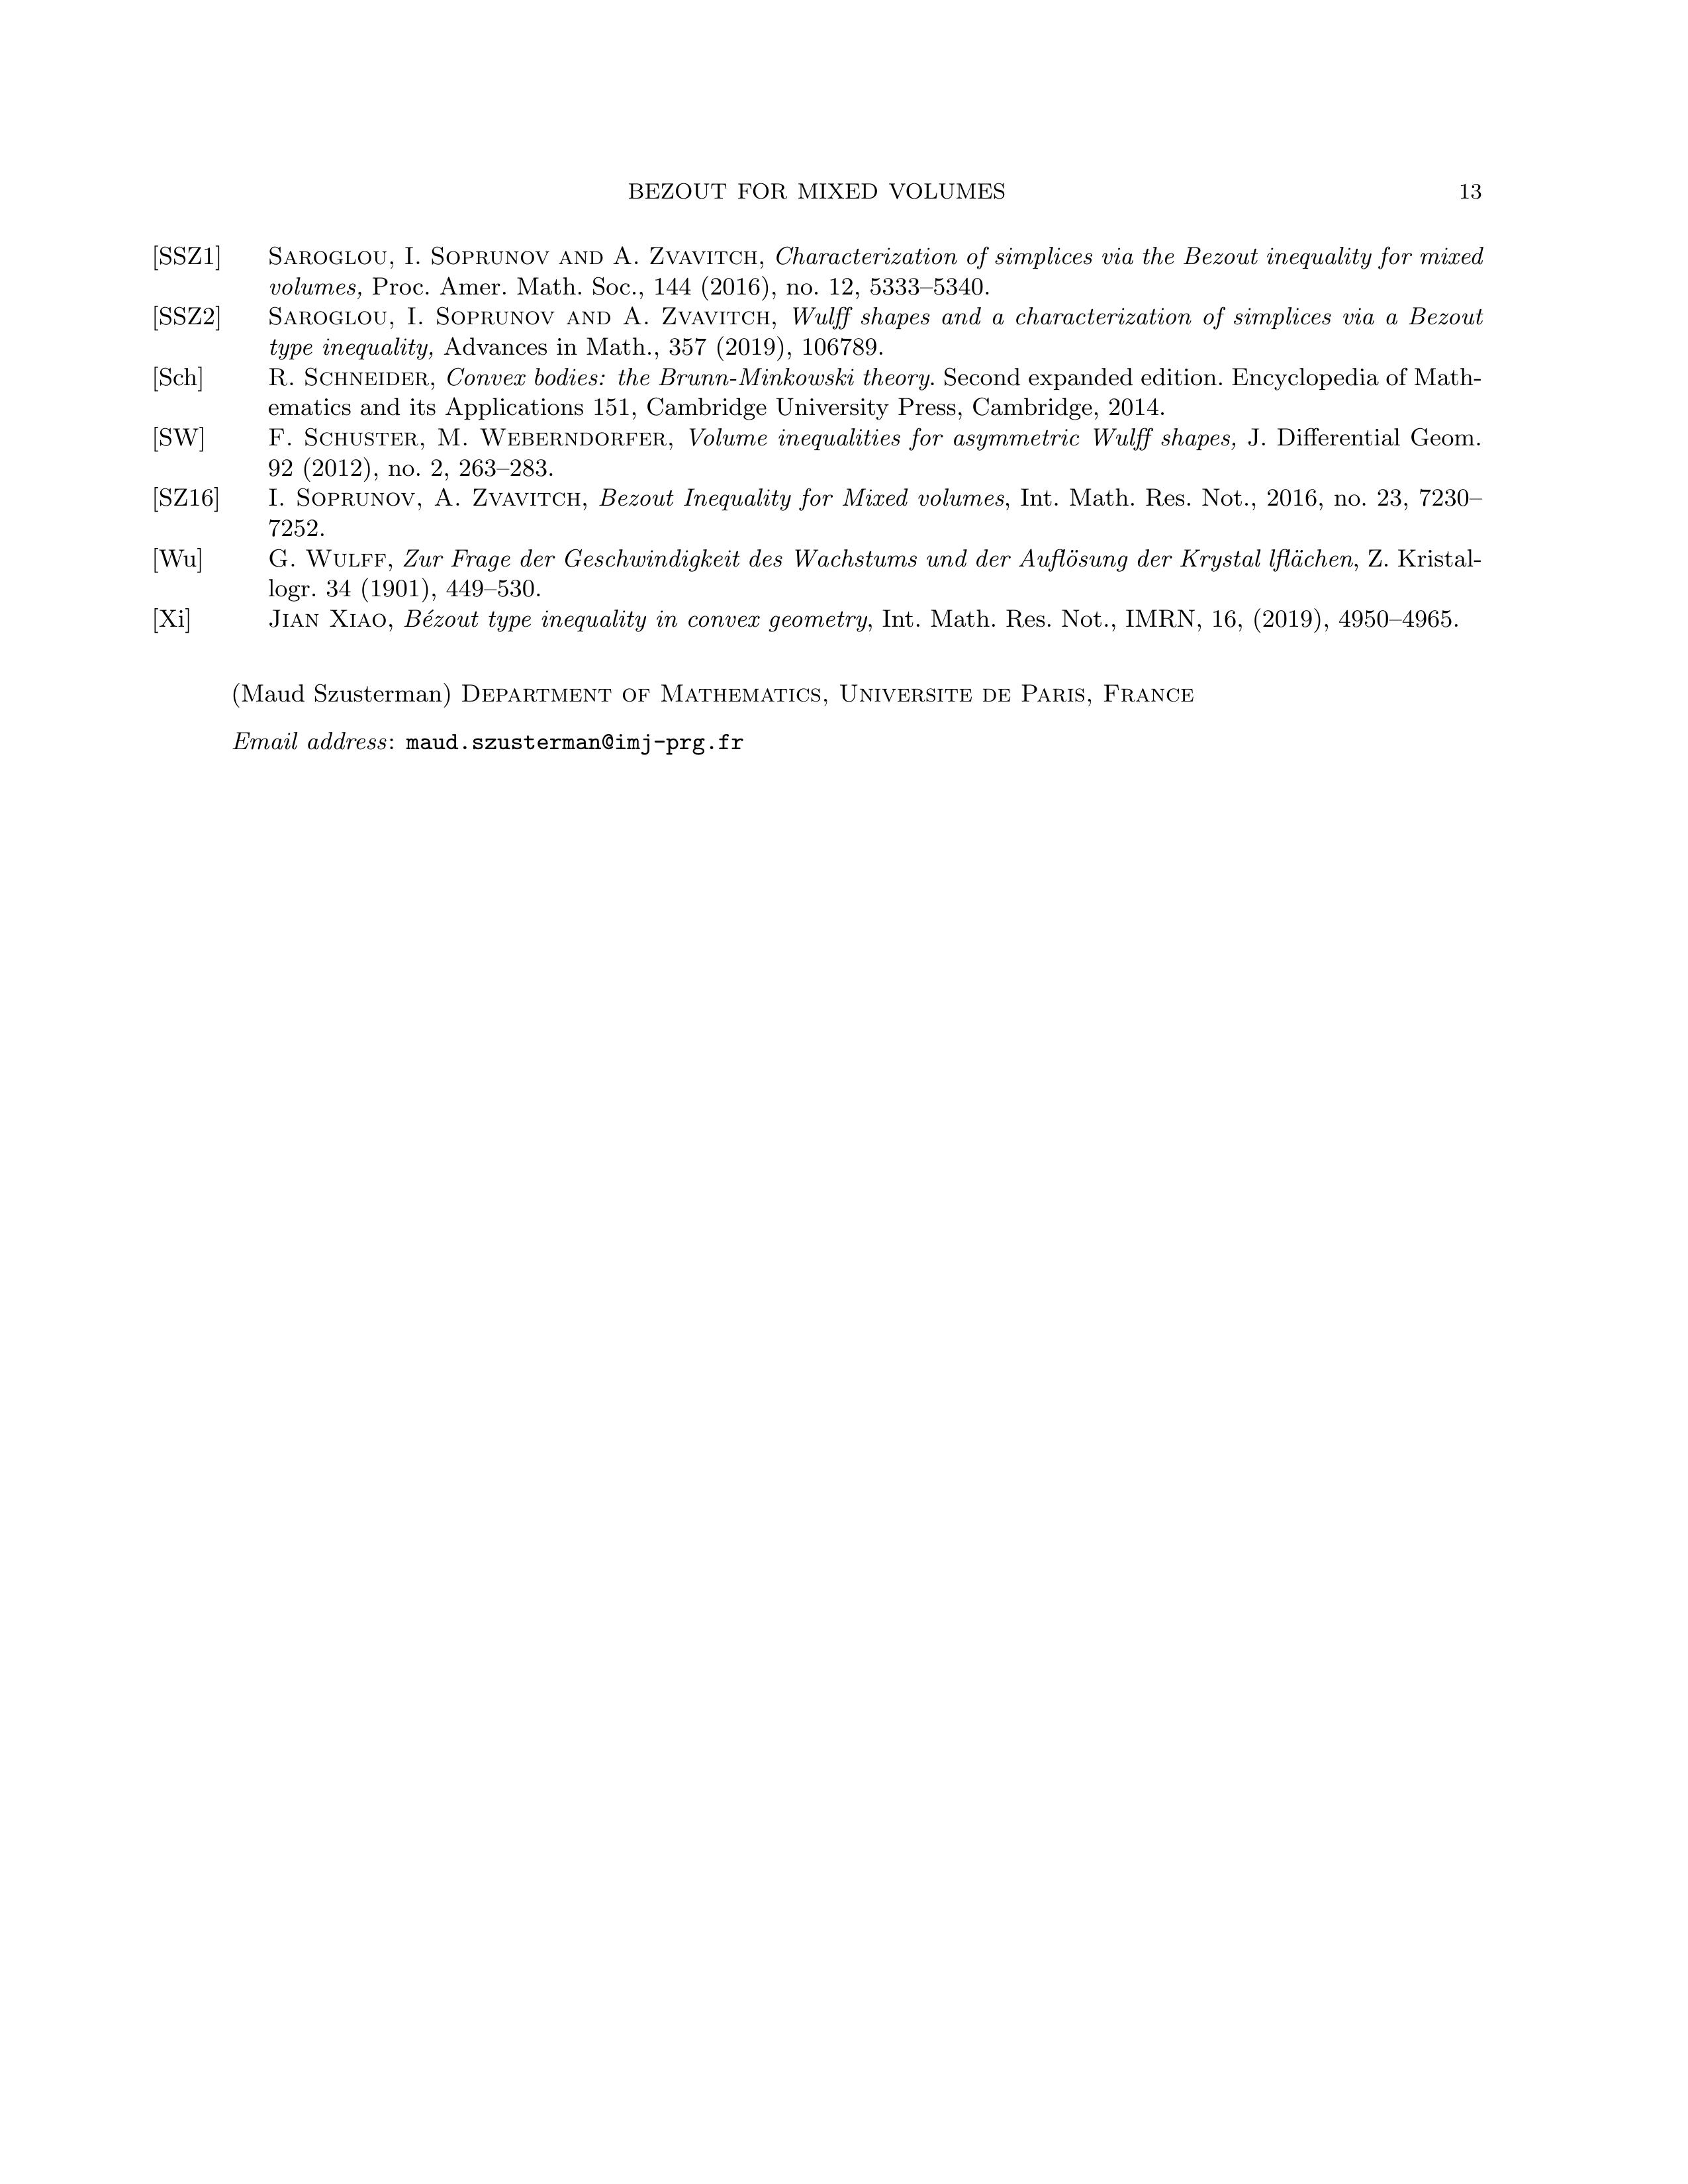 BEZOUT FOR MIXED VOLUMES 13
[SSZ1] Saroglou, I. Soprunov and A. Zvavitch, Characterization of simplices via the Bezout inequality for mixed
volumes, Proc. Amer. Math. Soc., 144 (2016), no. 12, 5333–5340.
[SSZ2] Saroglou, I. Soprunov and A. Zvavitch, Wulff shapes and a characterization of simplices via a Bezout
type inequality, Advances in Math., 357 (2019), 106789.
[Sch] R. Schneider, Convex bodies: the Brunn-Minkowski theory. Second expanded edition. Encyclopedia of Math-
ematics and its Applications 151, Cambridge University Press, Cambridge, 2014.
[SW] F. Schuster, M. Weberndorfer, Volume inequalities for asymmetric Wulff shapes, J. Differential Geom.
92 (2012), no. 2, 263–283.
[SZ16] I. Soprunov, A. Zvavitch, Bezout Inequality for Mixed volumes, Int. Math. Res. Not., 2016, no. 23, 7230–
7252.
[Wu] G. Wulff, Zur Frage der Geschwindigkeit des Wachstums und der Auflösung der Krystal lflächen, Z. Kristal-
logr. 34 (1901), 449–530.
[Xi] Jian Xiao, Bézout type inequality in convex geometry, Int. Math. Res. Not., IMRN, 16, (2019), 4950–4965.
(Maud Szusterman) Department of Mathematics, Universite de Paris, France
Email address: maud.szusterman@imj-prg.fr